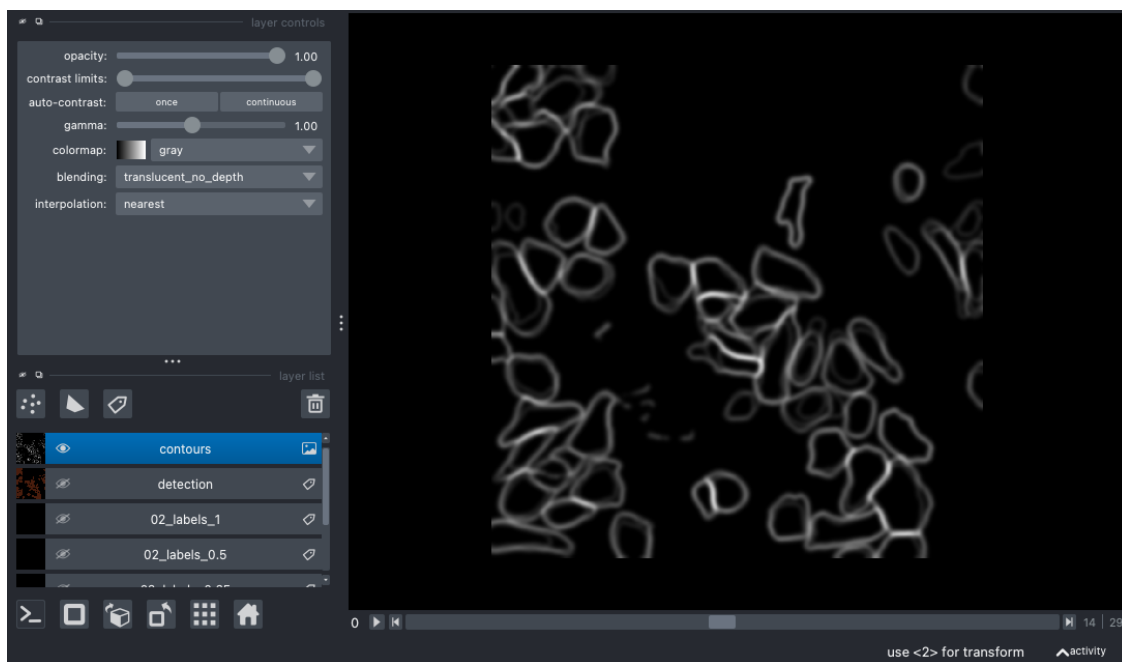 layer controls
opacity: 1.00
contrast limits:
auto-contrast: once continuous
gamma: 1.00
colormap: gray
blending: translucent_no_depth
interpolation: nearest
layer list
contours
detection
02_labels_1
02_labels_0.5
0 14 29
use <2> for transform activity